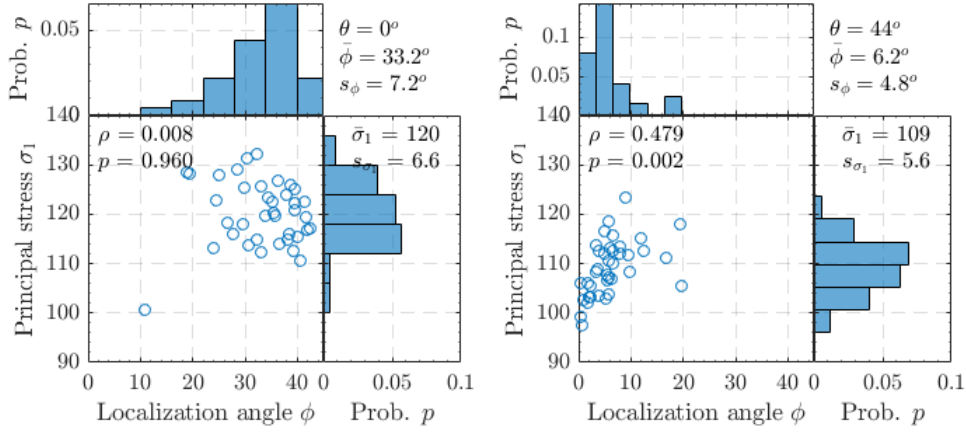 Prob. p
0.05
140
θ = 0°
ϕ̄ = 33.2°
s_ϕ = 7.2°
Principal stress σ₁
140
130
120
110
100
90
ρ = 0.008
p = 0.960
σ̄₁ = 120
s_σ₁ = 6.6
0 10 20 30 40
0 0.05 0.1
Localization angle ϕ
Prob. p
Prob. p
0.1
0.05
140
θ = 44°
ϕ̄ = 6.2°
s_ϕ = 4.8°
Principal stress σ₁
130
120
110
100
90
ρ = 0.479
p = 0.002
σ̄₁ = 109
s_σ₁ = 5.6
0 10 20 30 40
0 0.05 0.1
Localization angle ϕ
Prob. p